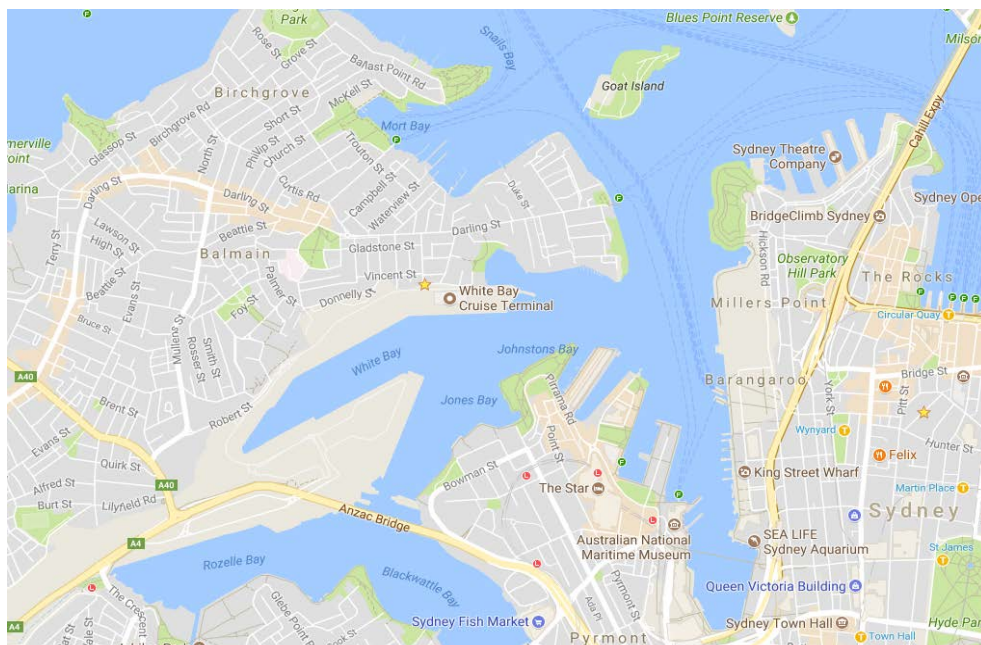 Park
Blues Point Reserve
Milson
Snails Bay
Rose St
Grove St
Ballast Point Rd
Goat Island
Birchgrove
McKell St
Cahill Expy
Birchgrove Rd
Short St
Mort Bay
merville
Point
Glassop St
North St
Philip St
Church St
Trouton St
Sydney Theatre
Company
arina
Darling St
Curtis Rd
Campbell St
Waterview St
Duke St
Sydney Ope
Darling St
Darling St
BridgeClimb Sydney
Terry St
Lawson St
High St
Beattie St
Gladstone St
Hickson Rd
Balmain
Observatory
Hill Park
The Rocks
Beattie St
Evans St
Palmer St
Vincent St
Donnelly St
White Bay
Cruise Terminal
Millers Point
Foy St
Circular Quay
Bruce St
Mullens St
Smith St
Rosser St
White Bay
Johnstons Bay
Bridge St
A40
Barangaroo
Pirrama Rd
York St
Pitt St
Jones Bay
Brent St
Robert St
Point St
Wynyard
Evans St
Hunter St
Quirk St
Bowman St
Felix
King Street Wharf
Alfred St
A40
The Star
Martin Place
Burt St
Lilyfield Rd
Anzac Bridge
Sydney
A4
Australian National
Maritime Museum
SEA LIFE
Sydney Aquarium
St James
Rozelle Bay
Blackwattle Bay
Pyrmont St
Queen Victoria Building
The Crescent
Ada Pl
Glebe Point Rd
Sydney Fish Market
Sydney Town Hall
Hyde Par
A4
Pyrmont
Town Hall